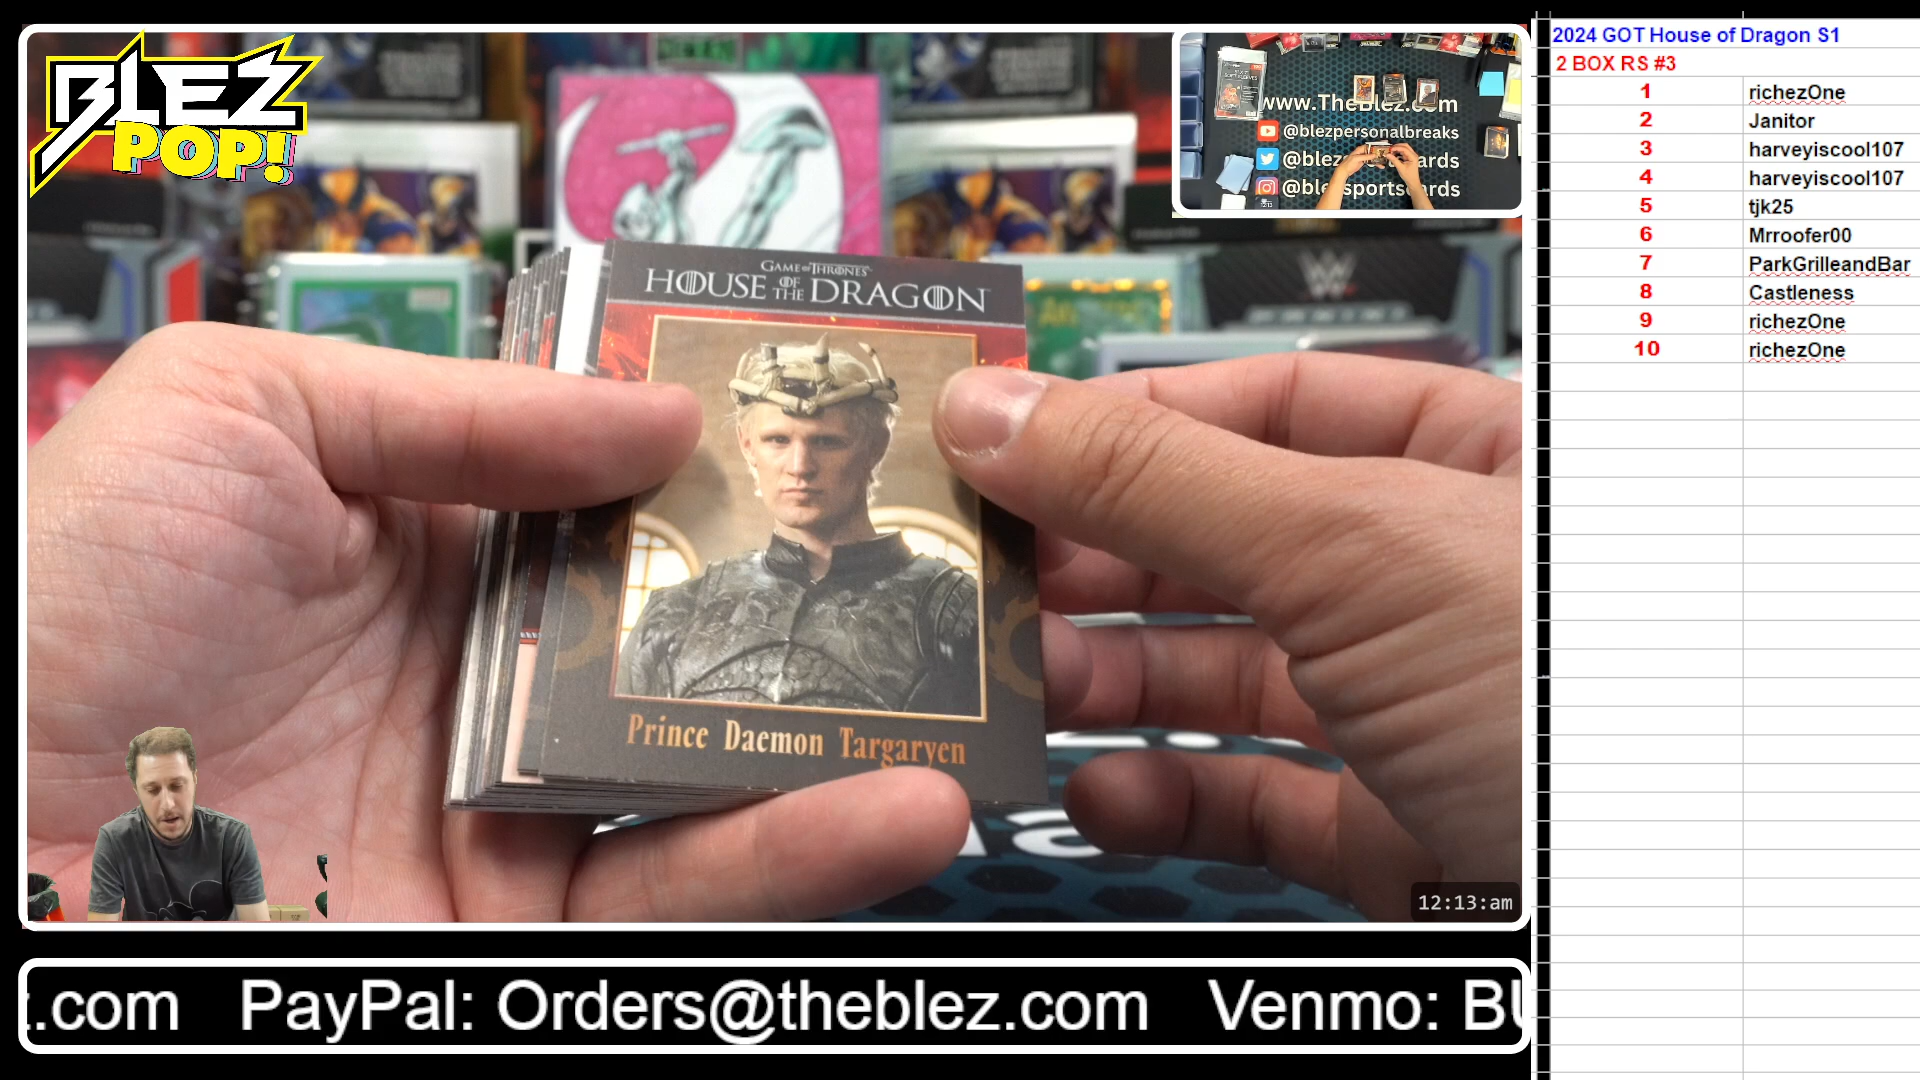 BLEZ
POP!
GAME OF THRONES
HOUSE OF THE DRAGON
Prince Daemon Targaryen
www.TheBlez.com
@blezpersonalbreaks
12:13:am
z.com PayPal: Orders@theblez.com Venmo: BU
2024 GOT House of Dragon S1
2 BOX RS #3
1 richezOne
2 Janitor
3 harveyiscool107
4 harveyiscool107
5 tjk25
6 Mrroofer00
7 ParkGrilleandBar
8 Castleness
9 richezOne
10 richezOne